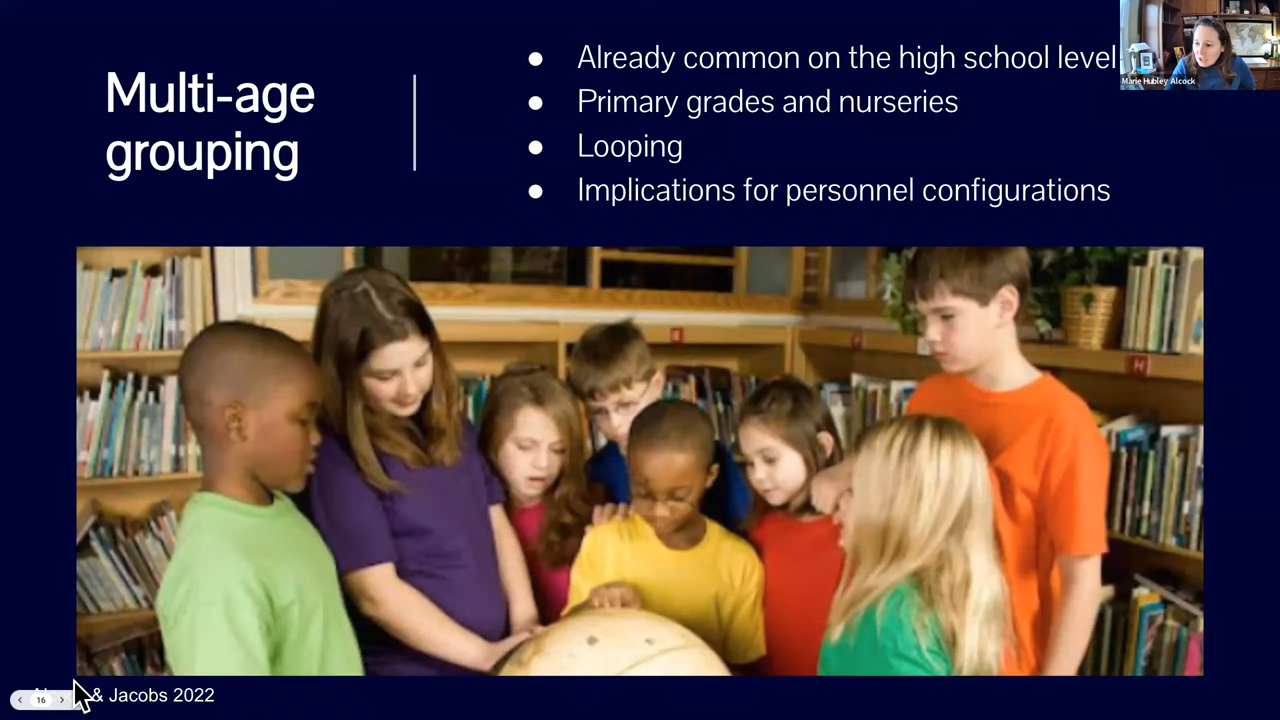 Multi-age
grouping
● Already common on the high school level
● Primary grades and nurseries
● Looping
● Implications for personnel configurations
Marie Hubley Alcock
E
H
& Jacobs 2022
16